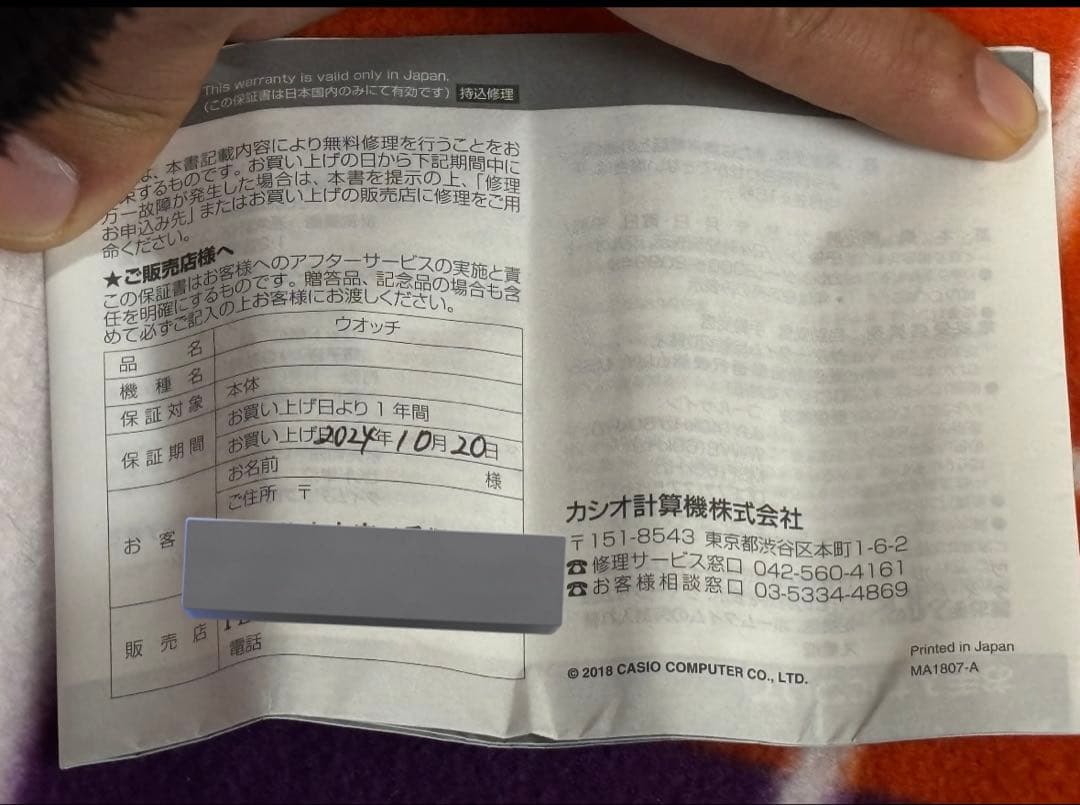 This warranty is valid only in Japan.
(この保証書は日本国内のみにて有効です) 持込修理
は、本書記載内容により無料修理を行うことをお
束するものです。お買い上げの日から下記期間中に
万一故障が発生した場合は、本書を提示の上、「修理
お申込み先」またはお買い上げの販売店に修理をご用
命ください。
★ご販売店様へ
この保証書はお客様へのアフターサービスの実施と責
任を明確にするものです。贈答品、記念品の場合も含
めて必ずご記入の上お客様にお渡しください。
品名 ウオッチ
機種名
保証対象 本体
保証期間 お買い上げ日より1年間
お買い上げ日 2024年10月20日
お客
お名前 様
ご住所 〒
販売店
電話
カシオ計算機株式会社
〒151-8543 東京都渋谷区本町1-6-2
☎修理サービス窓口 042-560-4161
☎お客様相談窓口 03-5334-4869
© 2018 CASIO COMPUTER CO., LTD.
Printed in Japan
MA1807-A